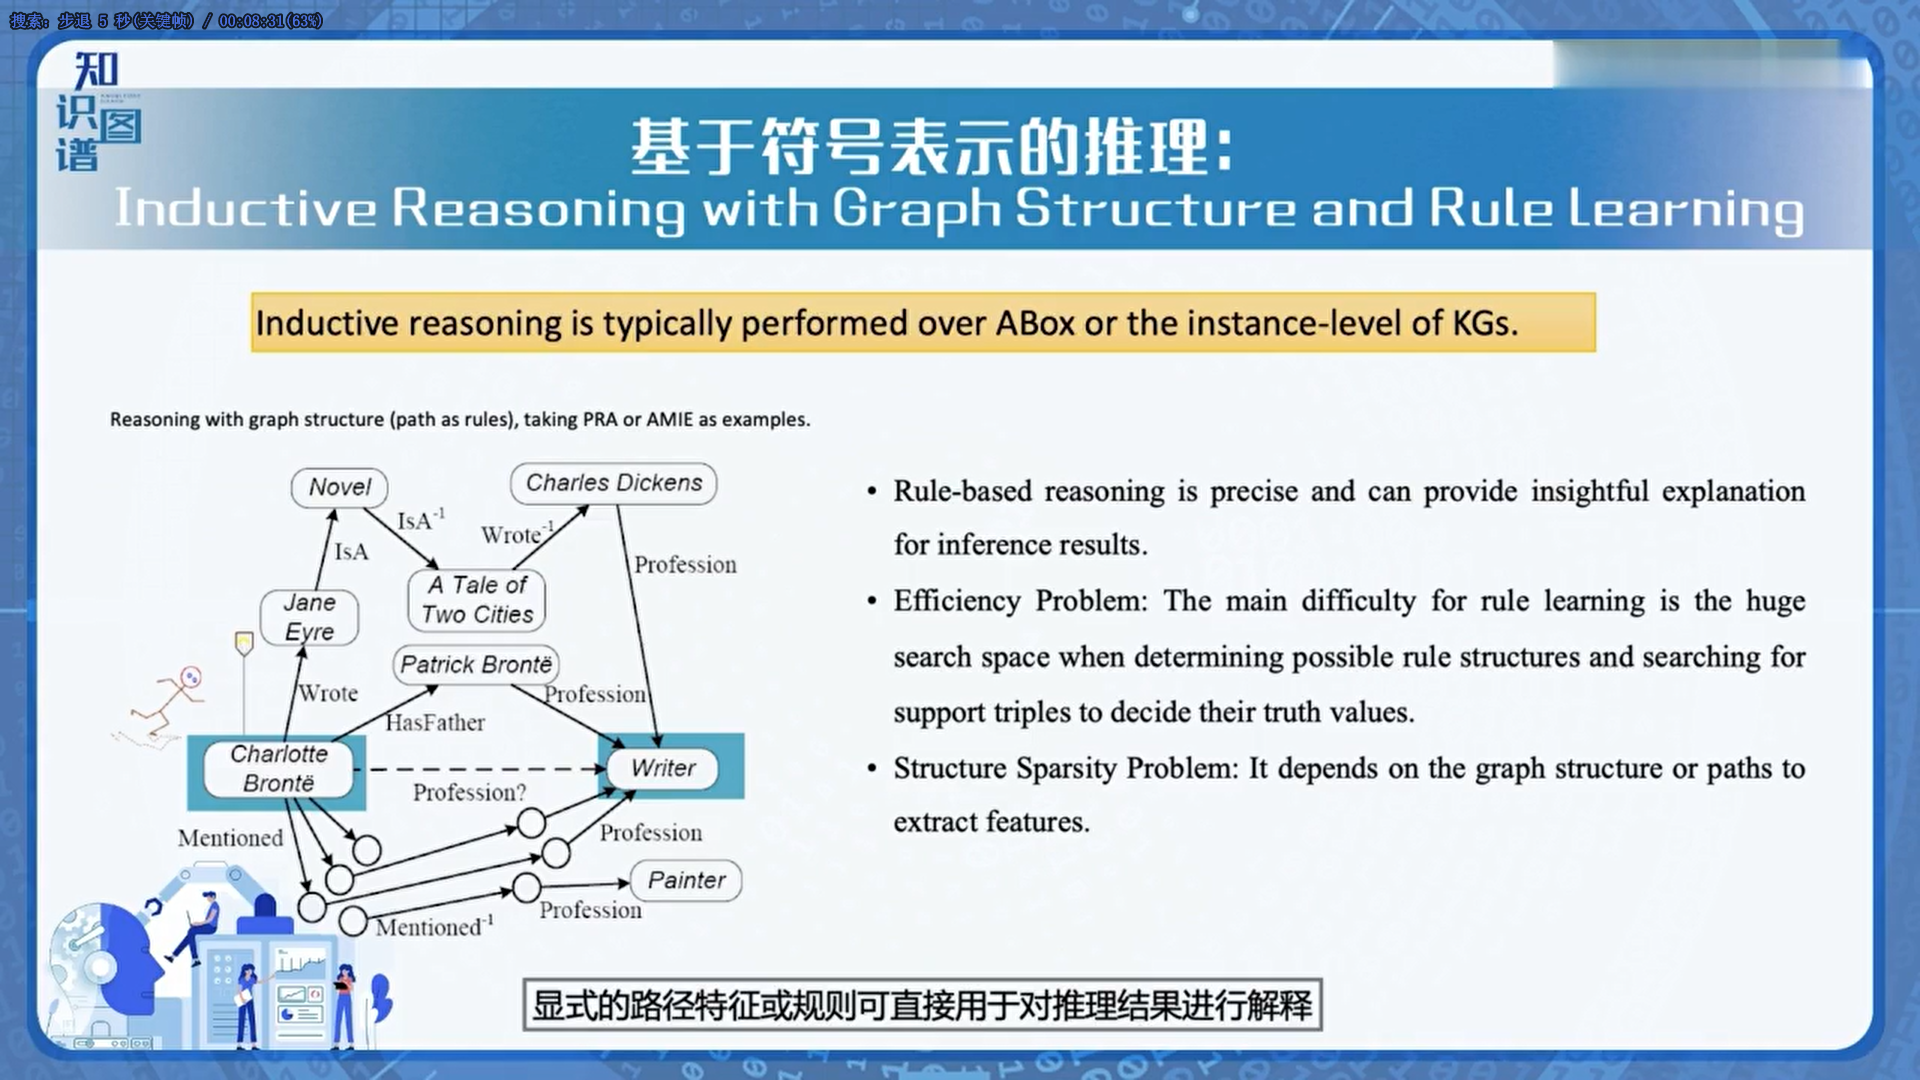 搜索: 步退 5 秒(关键帧) / 00:08:31(63%)
知
识图
谱
基于符号表示的推理:
Inductive Reasoning with Graph Structure and Rule Learning
Inductive reasoning is typically performed over ABox or the instance-level of KGs.
Reasoning with graph structure (path as rules), taking PRA or AMIE as examples.
Novel
Charles Dickens
IsA⁻¹
Wrote⁻¹
IsA
Profession
A Tale of
Two Cities
Jane
Eyre
Patrick Brontë
Wrote
Profession
HasFather
Charlotte
Brontë
Writer
Profession?
Mentioned
Profession
Painter
Profession
Mentioned⁻¹
• Rule-based reasoning is precise and can provide insightful explanation
for inference results.
• Efficiency Problem: The main difficulty for rule learning is the huge
search space when determining possible rule structures and searching for
support triples to decide their truth values.
• Structure Sparsity Problem: It depends on the graph structure or paths to
extract features.
显式的路径特征或规则可直接用于对推理结果进行解释